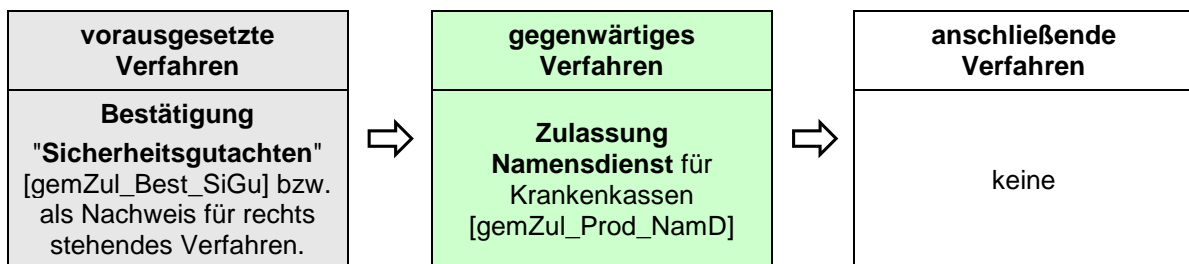 vorausgesetzte
Verfahren
Bestätigung
"Sicherheitsgutachten"
[gemZul_Best_SiGu] bzw.
als Nachweis für rechts
stehendes Verfahren.
gegenwärtiges
Verfahren
Zulassung
Namensdienst für
Krankenkassen
[gemZul_Prod_NamD]
anschließende
Verfahren
keine